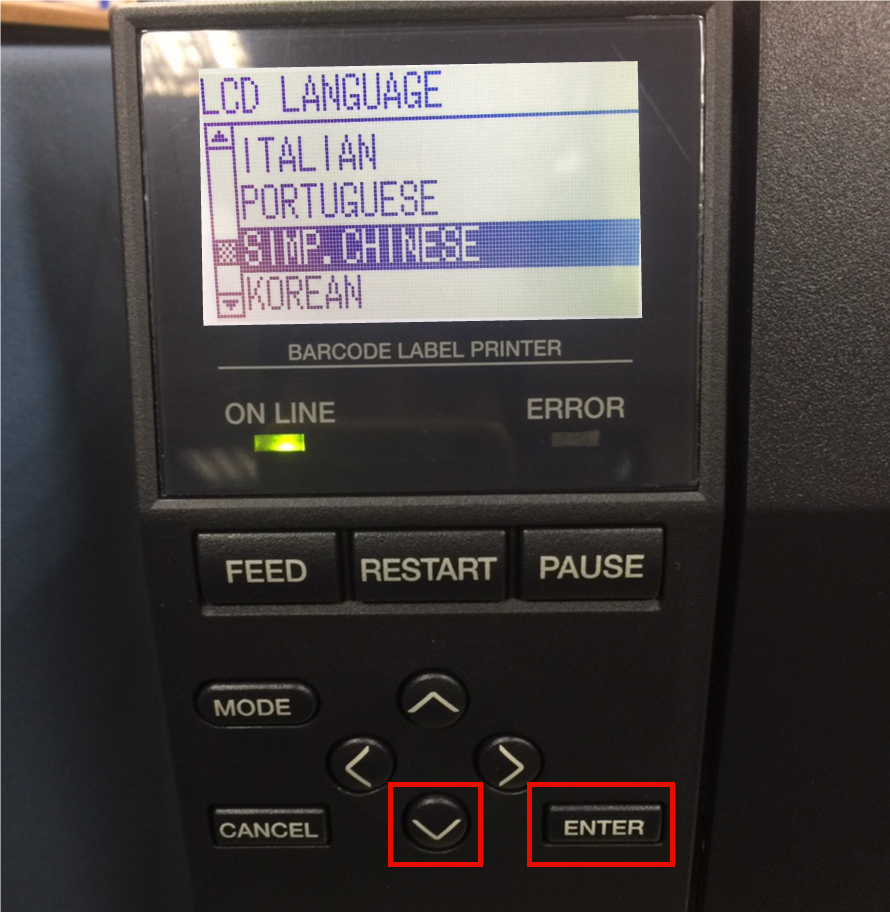 LCD LANGUAGE
ITALIAN
PORTUGUESE
SIMP.CHINESE
KOREAN
BARCODE LABEL PRINTER
ON LINE
ERROR
FEED
RESTART
PAUSE
MODE
CANCEL
ENTER